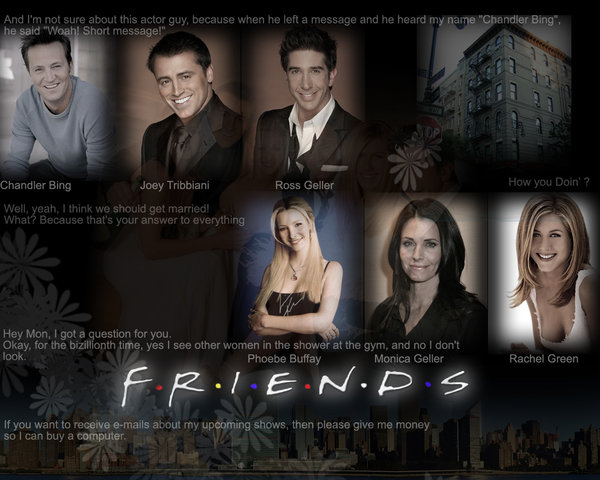 And I'm not sure about this actor guy, because when he left a message and he heard my name "Chandler Bing",
he said "Woah! Short message!"
Chandler Bing
Joey Tribbiani
Ross Geller
How you Doin' ?
Well, yeah, I think we should get married!
What? Because that's your answer to everything
Hey Mon, I got a question for you.
Okay, for the bizillionth time, yes I see other women in the shower at the gym, and no I don't
look.
Phoebe Buffay
Monica Geller
Rachel Green
F·R·I·E·N·D·S
If you want to receive e-mails about my upcoming shows, then please give me money
so I can buy a computer.